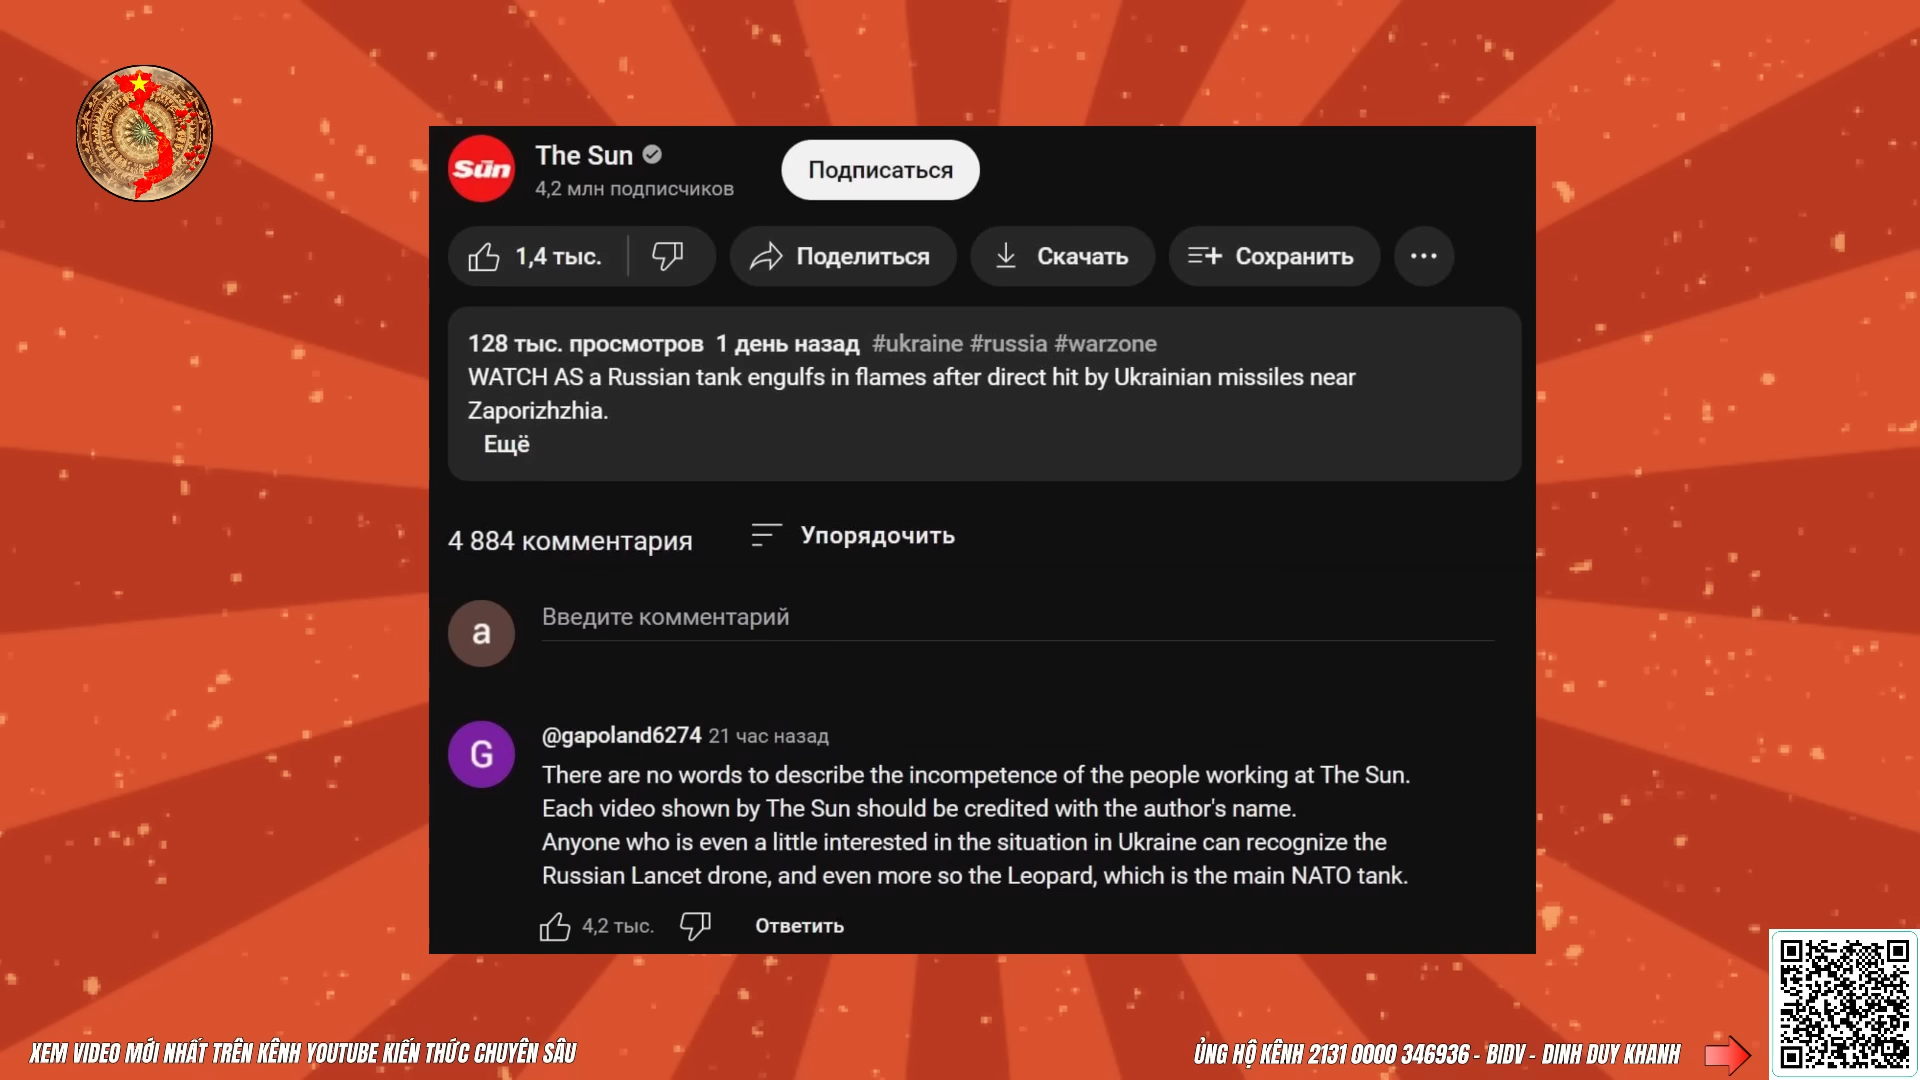 The Sun
Sun
4,2 млн подписчиков
Подписаться
1,4 тыс.
Поделиться
Скачать
Сохранить
128 тыс. просмотров 1 день назад #ukraine #russia #warzone
WATCH AS a Russian tank engulfs in flames after direct hit by Ukrainian missiles near
Zaporizhzhia.
Ещё
4 884 комментария
Упорядочить
a
Введите комментарий
G
@gapoland6274 21 час назад
There are no words to describe the incompetence of the people working at The Sun.
Each video shown by The Sun should be credited with the author's name.
Anyone who is even a little interested in the situation in Ukraine can recognize the
Russian Lancet drone, and even more so the Leopard, which is the main NATO tank.
4,2 тыс.
Ответить
XEM VIDEO MỚI NHẤT TRÊN KÊNH YOUTUBE KIẾN THỨC CHUYÊN SÂU
ỦNG HỘ KÊNH 2131 0000 346936 - BIDV - DINH DUY KHANH